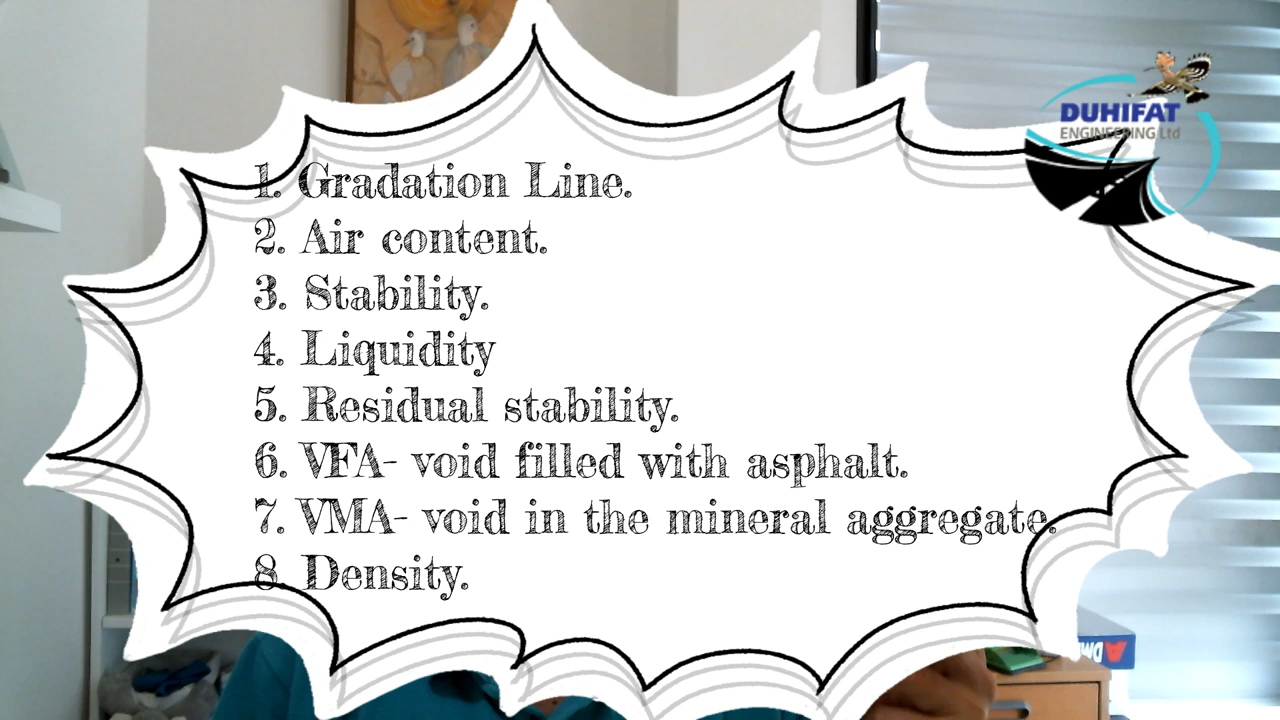 DUHIFAT
ENGINEERING Ltd
1. Gradation Line.
2. Air content.
3. Stability.
4. Liquidity
5. Residual stability.
6. VFA- void filled with asphalt.
7. VMA- void in the mineral aggregate.
8. Density.